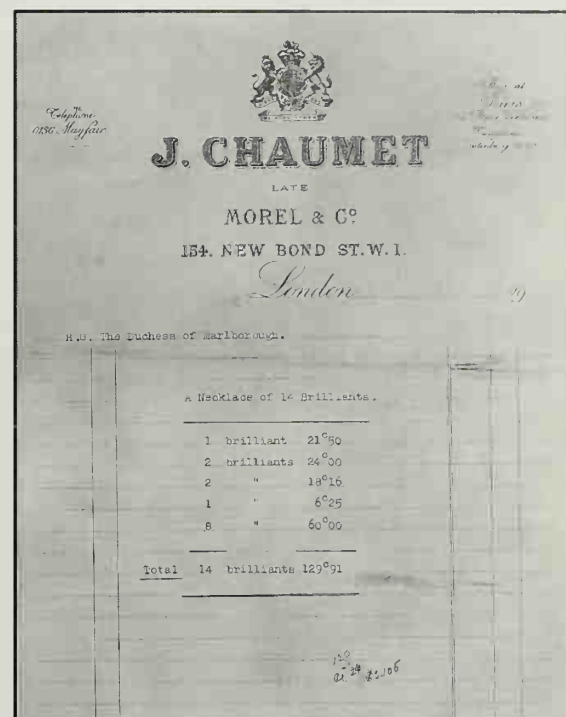 Telephone
0136 Mayfair
J. CHAUMET
LATE
MOREL & Cº
154. NEW BOND ST. W. 1.
London
19
H.G. The Duchess of Marlborough.
A Necklace of 14 Brilliants.
1 brilliant 21ᶜ50
2 brilliants 24ᶜ00
2 " 18ᶜ16
1 " 6ᶜ25
8 " 60ᶜ00
Total 14 brilliants 129ᶜ91